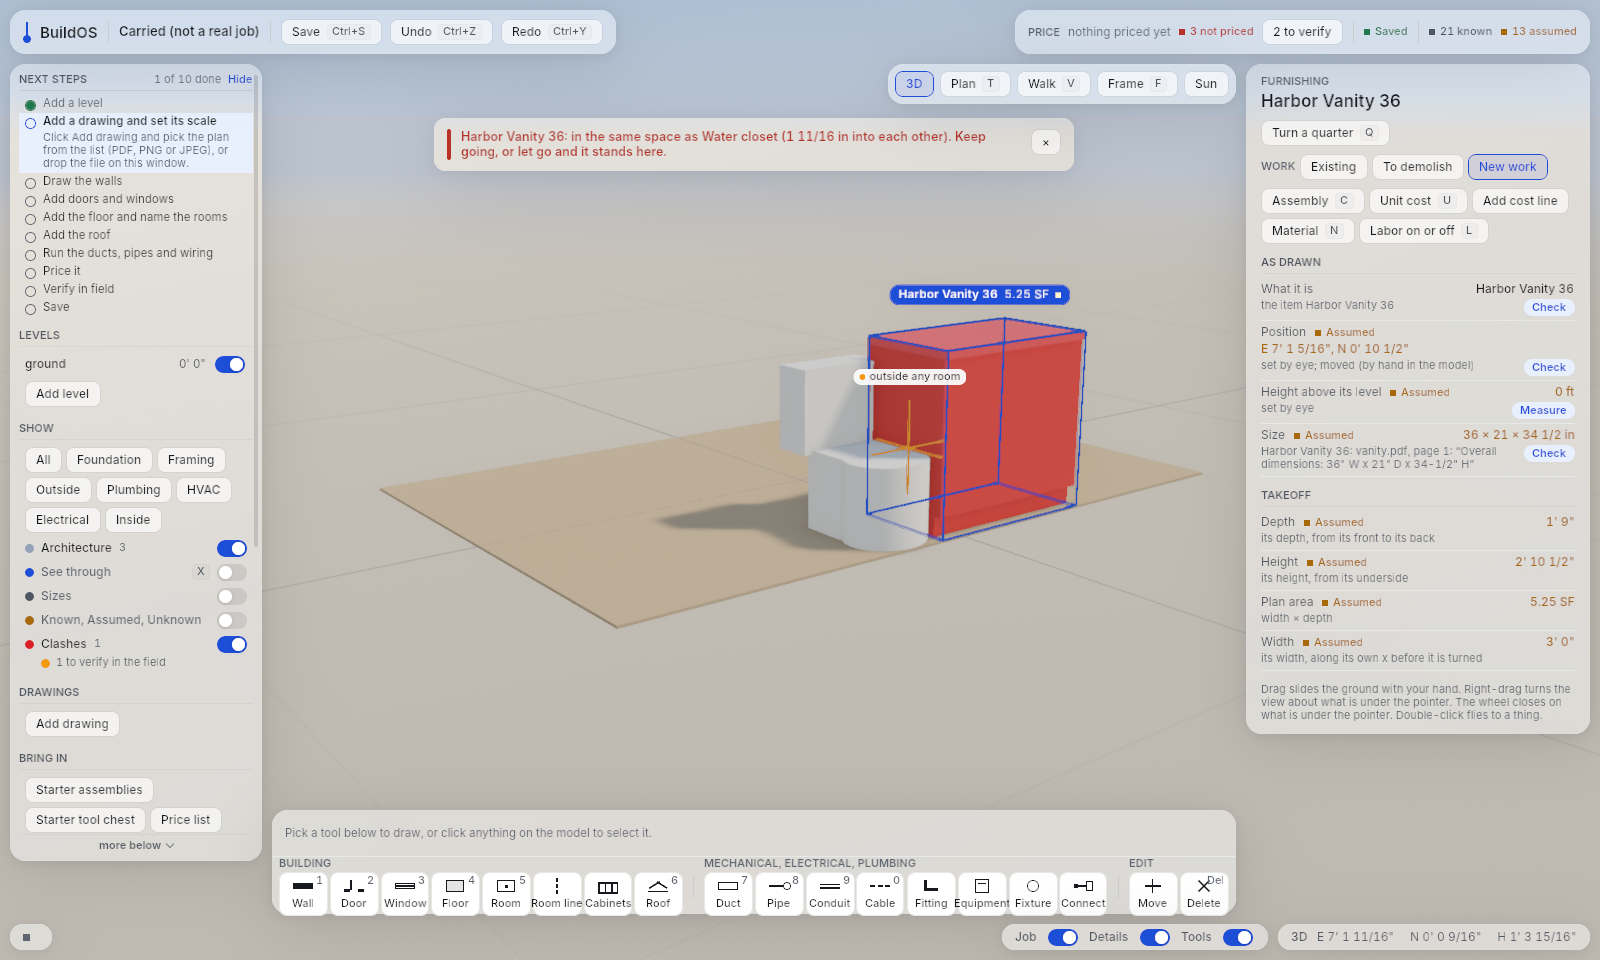 BuildOS
Carried (not a real job)
Save Ctrl+S
Undo Ctrl+Z
Redo Ctrl+Y
PRICE nothing priced yet 3 not priced 2 to verify Saved 21 known 13 assumed
NEXT STEPS 1 of 10 done Hide
Add a level
Add a drawing and set its scale
Click Add drawing and pick the plan
from the list (PDF, PNG or JPEG), or
drop the file on this window.
Draw the walls
Add doors and windows
Add the floor and name the rooms
Add the roof
Run the ducts, pipes and wiring
Price it
Verify in field
Save
LEVELS
ground 0' 0"
Add level
SHOW
All Foundation Framing
Outside Plumbing HVAC
Electrical Inside
Architecture 3
See through X
Sizes
Known, Assumed, Unknown
Clashes 1
1 to verify in the field
DRAWINGS
Add drawing
BRING IN
Starter assemblies
Starter tool chest Price list
more below
3D Plan T Walk V Frame F Sun
Harbor Vanity 36: in the same space as Water closet (1 11/16 in into each other). Keep
going, or let go and it stands here.
×
Harbor Vanity 36 5.25 SF
outside any room
FURNISHING
Harbor Vanity 36
Turn a quarter Q
WORK Existing To demolish New work
Assembly C Unit cost U Add cost line
Material N Labor on or off L
AS DRAWN
What it is Harbor Vanity 36
the item Harbor Vanity 36 Check
Position Assumed
E 7' 1 5/16", N 0' 10 1/2"
set by eye; moved (by hand in the model) Check
Height above its level Assumed 0 ft
set by eye Measure
Size Assumed 36 × 21 × 34 1/2 in
Harbor Vanity 36: vanity.pdf, page 1: "Overall
dimensions: 36" W x 21" D x 34-1/2" H" Check
TAKEOFF
Depth Assumed 1' 9"
its depth, from its front to its back
Height Assumed 2' 10 1/2"
its height, from its underside
Plan area Assumed 5.25 SF
width × depth
Width Assumed 3' 0"
its width, along its own x before it is turned
Drag slides the ground with your hand. Right-drag turns the
view about what is under the pointer. The wheel closes on
what is under the pointer. Double-click flies to a thing.
Pick a tool below to draw, or click anything on the model to select it.
BUILDING
Wall 1
Door 2
Window 3
Floor 4
Room 5
Room line
Cabinets
Roof 6
MECHANICAL, ELECTRICAL, PLUMBING
Duct 7
Pipe 8
Conduit 9
Cable 0
Fitting
Equipment
Fixture
Connect
EDIT
Move
Delete Del
Job Details Tools
3D E 7' 1 11/16" N 0' 0 9/16" H 1' 3 15/16"